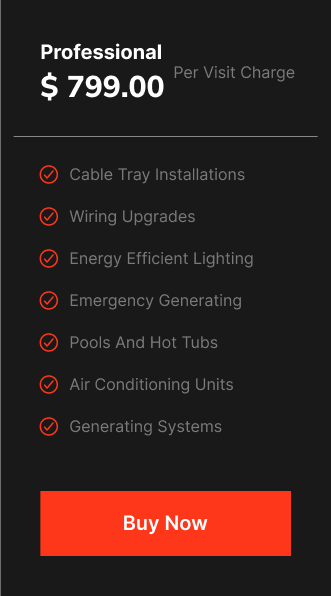 Professional
$ 799.00
Per Visit Charge
Cable Tray Installations
Wiring Upgrades
Energy Efficient Lighting
Emergency Generating
Pools And Hot Tubs
Air Conditioning Units
Generating Systems
Buy Now